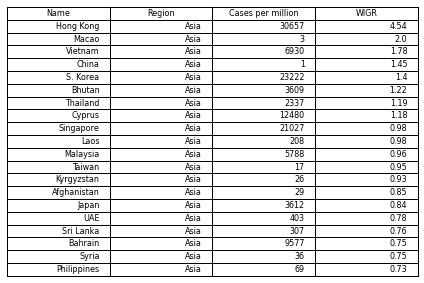 Name Region Cases per million WIGR
Hong Kong Asia 30657 4.54
Macao Asia 3 2.0
Vietnam Asia 6930 1.78
China Asia 1 1.45
S. Korea Asia 23222 1.4
Bhutan Asia 3609 1.22
Thailand Asia 2337 1.19
Cyprus Asia 12480 1.18
Singapore Asia 21027 0.98
Laos Asia 208 0.98
Malaysia Asia 5788 0.96
Taiwan Asia 17 0.95
Kyrgyzstan Asia 26 0.93
Afghanistan Asia 29 0.85
Japan Asia 3612 0.84
UAE Asia 403 0.78
Sri Lanka Asia 307 0.76
Bahrain Asia 9577 0.75
Syria Asia 36 0.75
Philippines Asia 69 0.73